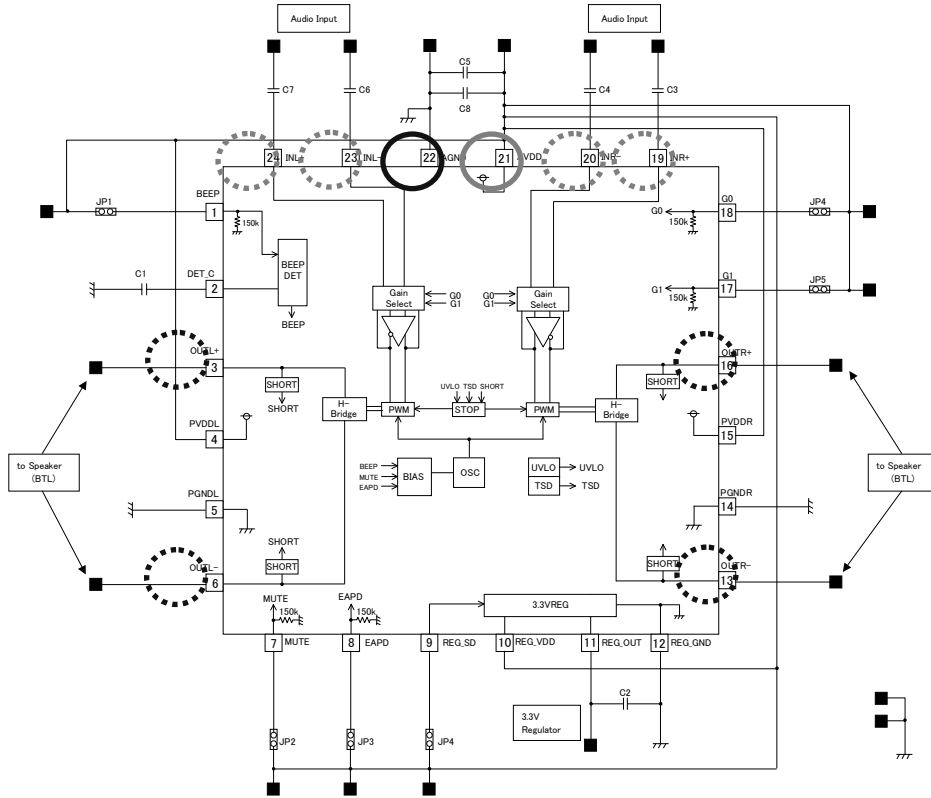 Audio Input
Audio Input
C5
C7
C6
C8
C4
C3
24 INL+
23 INL-
22 AGND
21 AVDD
20 INR-
19 INR+
JP1
BEEP
1
150k
BEEP
DET
BEEP
C1
DET_C
2
G0
G0
150k
18
JP4
G1
G1
150k
17
JP5
Gain
Select
G0
G1
G0
G1
Gain
Select
OUTL+
3
SHORT
SHORT
OUTR+
16
SHORT
UVLO TSD SHORT
H-
Bridge
PWM
STOP
PWM
H-
Bridge
PVDDL
4
PVDDR
15
to Speaker
(BTL)
to Speaker
(BTL)
BEEP
MUTE
EAPD
BIAS
OSC
UVLO
UVLO
TSD
TSD
PGNDL
5
PGNDR
14
SHORT
SHORT
OUTL-
6
SHORT
OUTR-
13
MUTE
150k
EAPD
150k
3.3VREG
7 MUTE
8 EAPD
9 REG_SD
10 REG_VDD
11 REG_OUT
12 REG_GND
C2
3.3V
Regulator
JP2
JP3
JP4